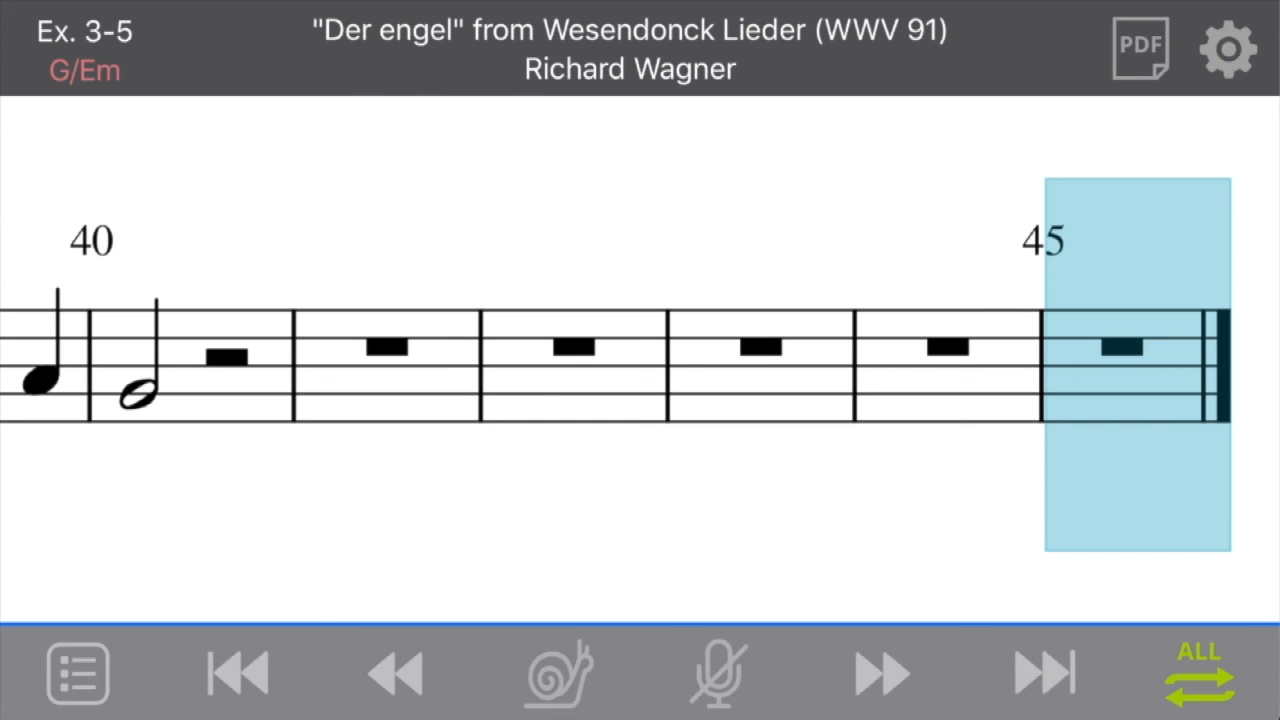 Ex. 3-5
G/Em
"Der engel" from Wesendonck Lieder (WWV 91)
Richard Wagner
PDF
40
45
ALL